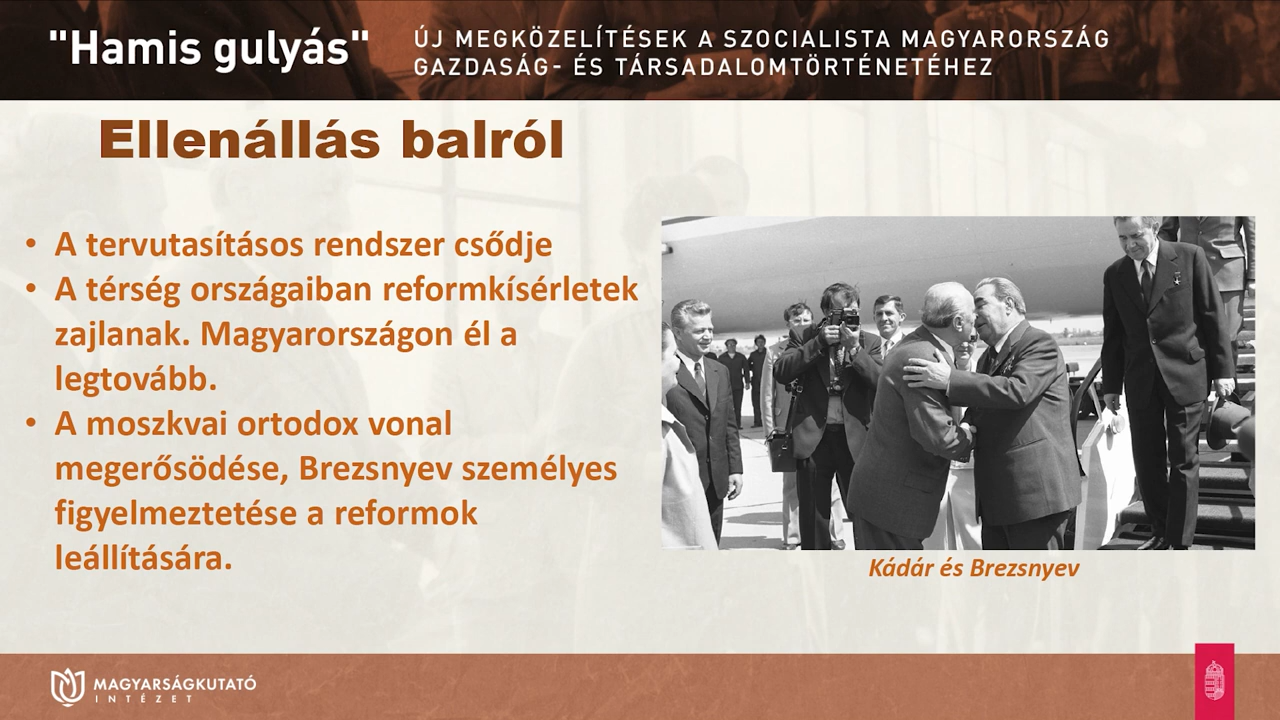 "Hamis gulyás"
ÚJ MEGKÖZELÍTÉSEK A SZOCIALISTA MAGYARORSZÁG
GAZDASÁG- ÉS TÁRSADALOMTÖRTÉNETÉHEZ
Ellenállás balról
• A tervutasításos rendszer csődje
• A térség országaiban reformkísérletek
zajlanak. Magyarországon él a
legtovább.
• A moszkvai ortodox vonal
megerősödése, Brezsnyev személyes
figyelmeztetése a reformok
leállítására.
Kádár és Brezsnyev
MAGYARSÁGKUTATÓ
INTÉZET